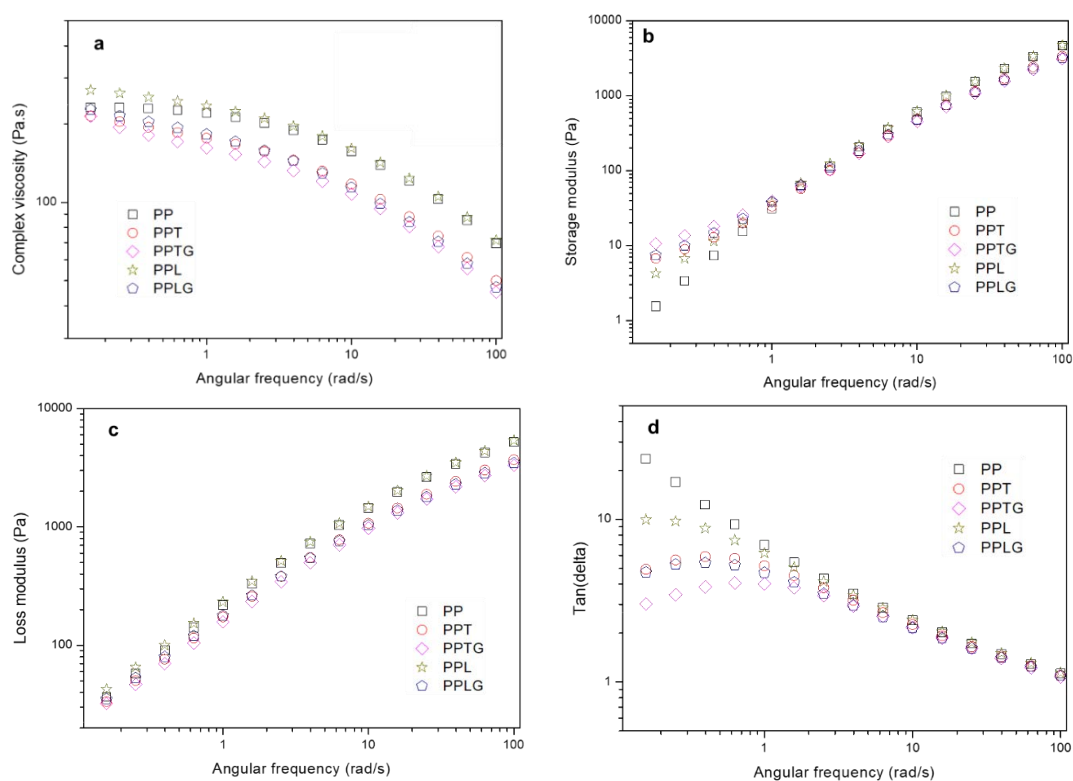 a
Complex viscosity (Pa.s)
100
PP
PPT
PPTG
PPL
PPLG
1 10 100
Angular frequency (rad/s)
b
Storage modulus (Pa)
10000
1000
100
10
1
PP
PPT
PPTG
PPL
PPLG
1 10 100
Angular frequency (rad/s)
c
Loss modulus (Pa)
10000
1000
100
PP
PPT
PPTG
PPL
PPLG
1 10 100
Angular frequency (rad/s)
d
Tan(delta)
10
1
PP
PPT
PPTG
PPL
PPLG
1 10 100
Angular frequency (rad/s)